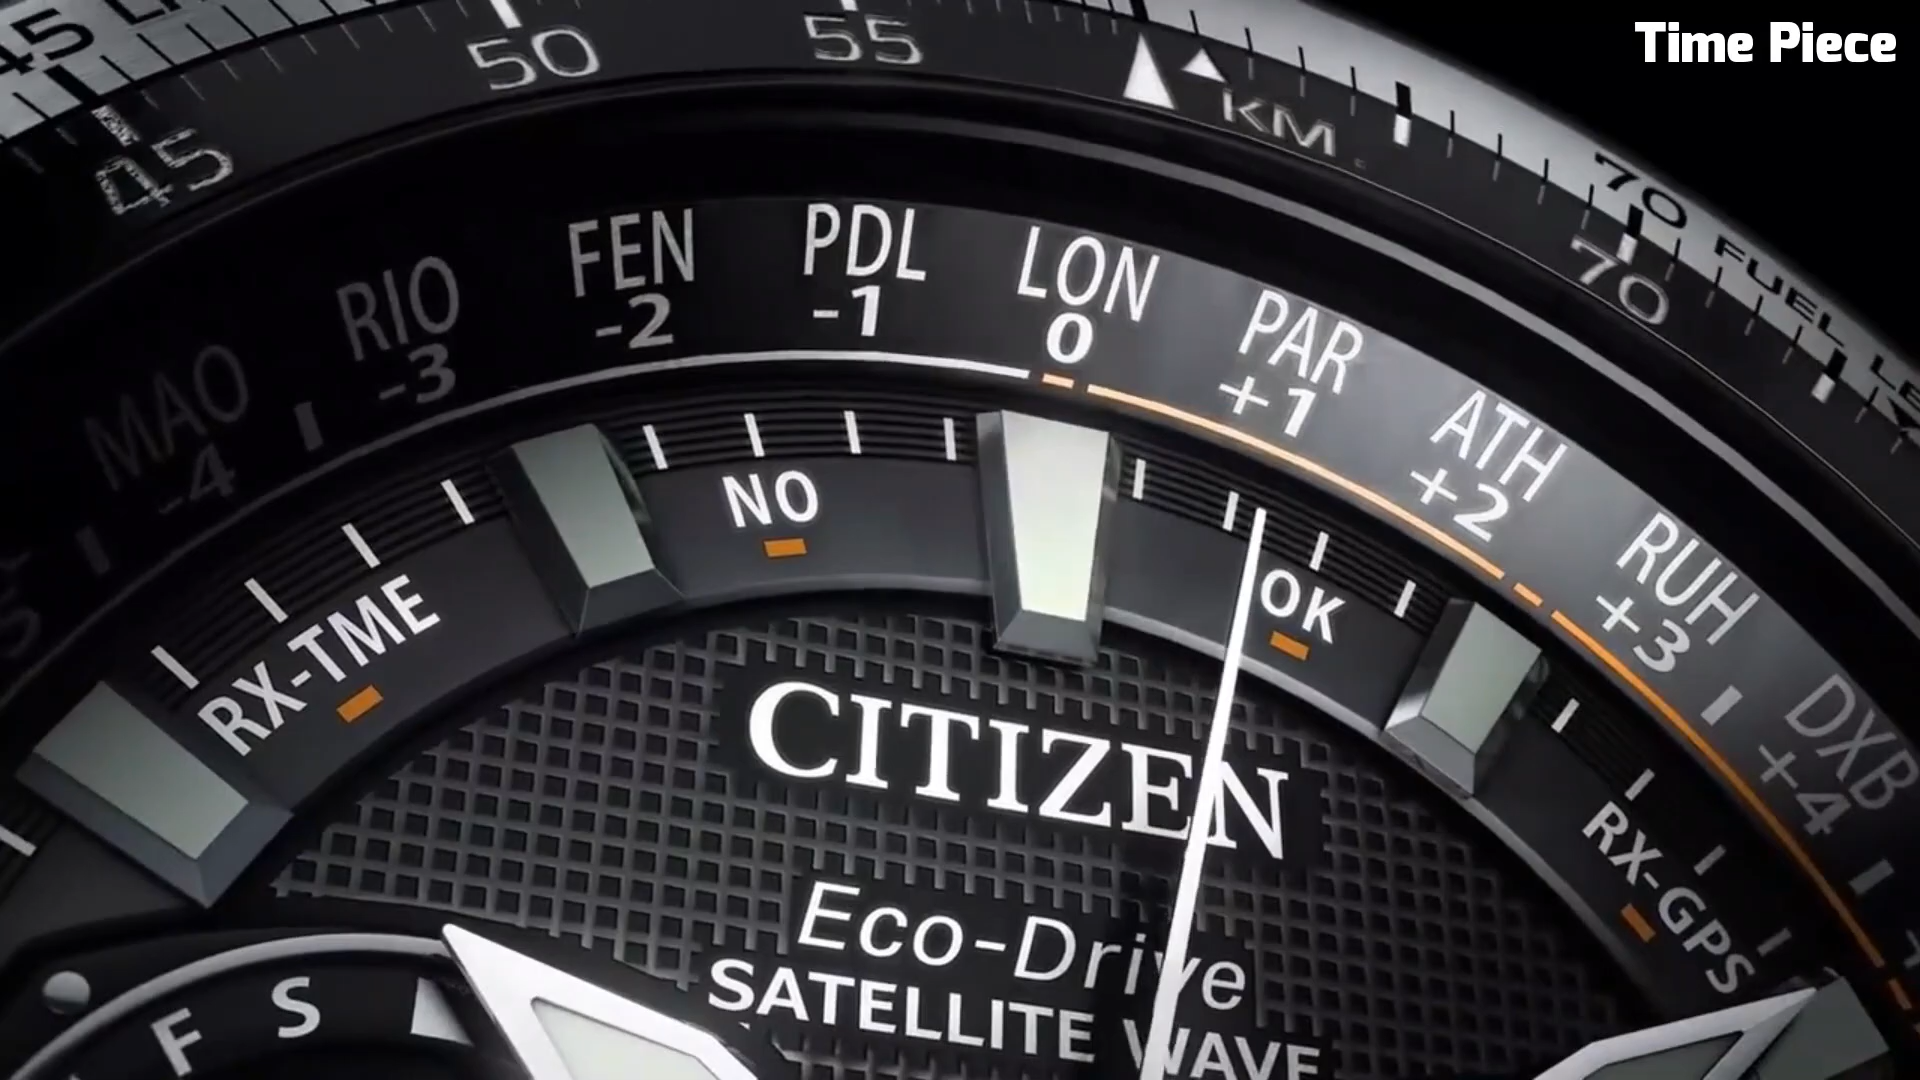 Time Piece
45
50
55
KM
70
FUEL
45
70
MAO
-4
RIO
-3
FEN
-2
PDL
-1
LON
0
PAR
+1
ATH
+2
RUH
+3
DXB
+4
RX-TME
NO
OK
RX-GPS
CITIZEN
Eco-Drive
SATELLITE WAVE
F S